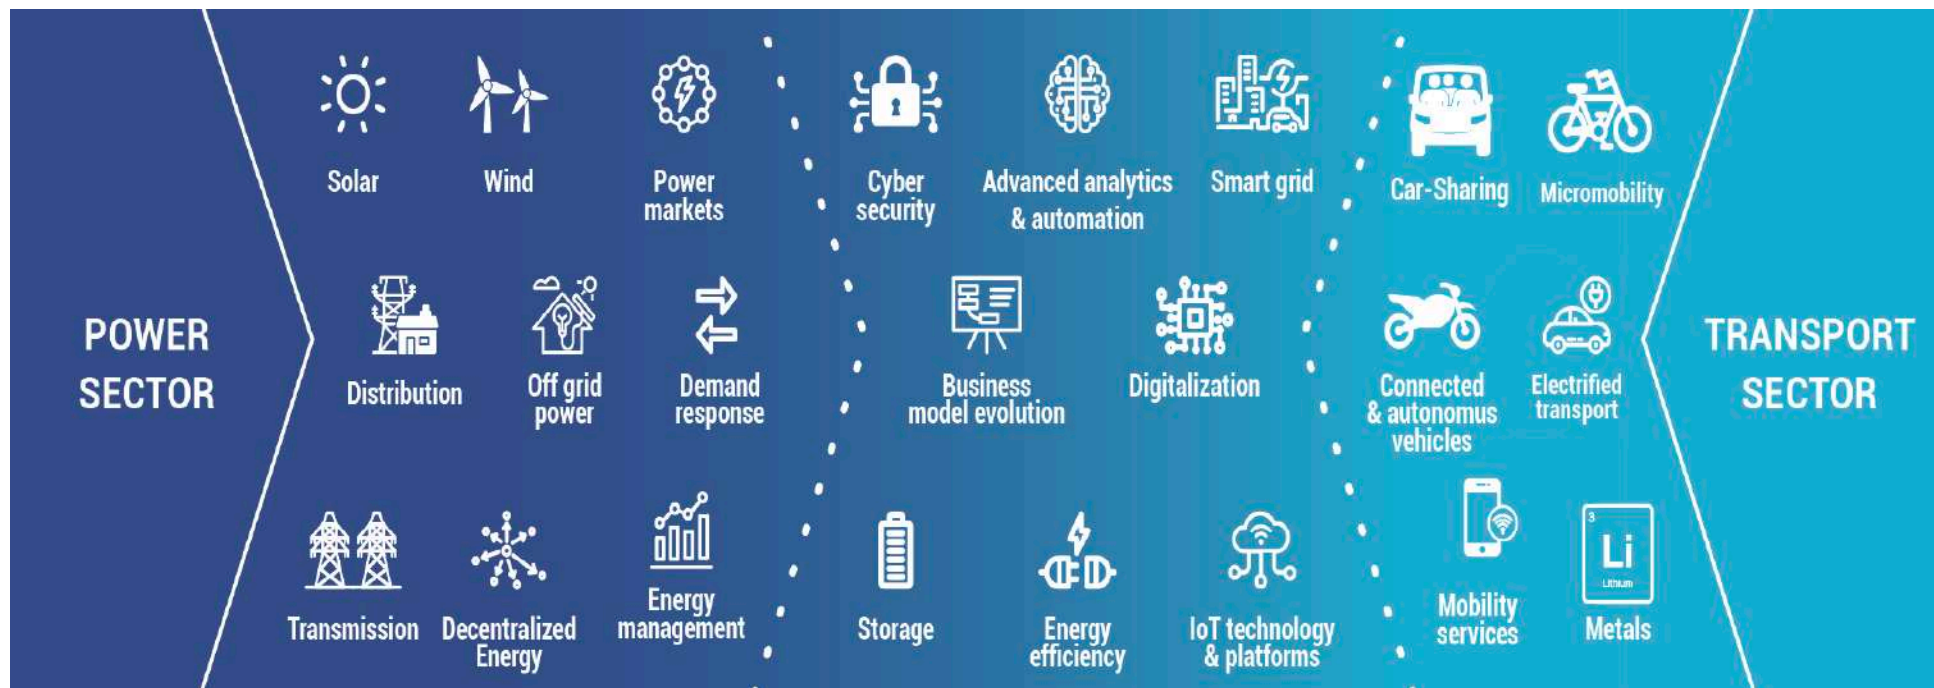 POWER
SECTOR
Solar
Wind
Power
markets
Distribution
Off grid
power
Demand
response
Transmission
Decentralized
Energy
Energy
management
Cyber
security
Advanced analytics
& automation
Smart grid
Business
model evolution
Digitalization
Storage
Energy
efficiency
IoT technology
& platforms
Car-Sharing
Micromobility
Connected
& autonomus
vehicles
Electrified
transport
Mobility
services
3
Li
Lithium
Metals
TRANSPORT
SECTOR